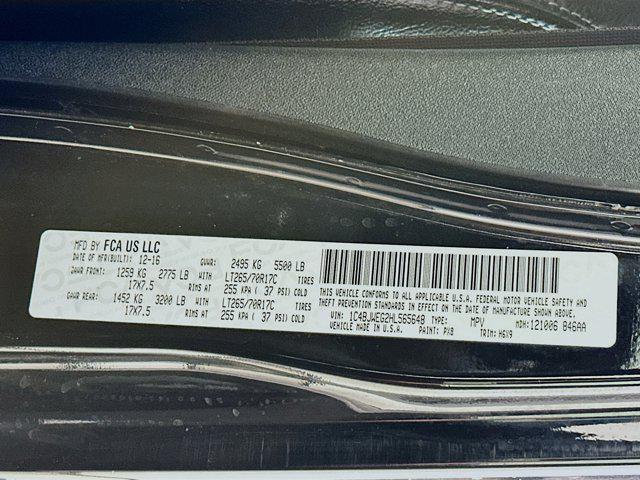 MFD BY FCA US LLC
DATE OF MFR(BUILT): 12-16 GVWR: 2495 KG 5500 LB
GAWR FRONT: 1259 KG 2775 LB WITH LT265/70R17C TIRES
17X7.5 RIMS AT 255 KPA ( 37 PSI) COLD
GAWR REAR: 1452 KG 3200 LB WITH LT265/70R17C TIRES
17X7.5 RIMS AT 255 KPA ( 37 PSI) COLD
THIS VEHICLE CONFORMS TO ALL APPLICABLE U.S.A. FEDERAL MOTOR VEHICLE SAFETY AND
THEFT PREVENTION STANDARDS IN EFFECT ON THE DATE OF MANUFACTURE SHOWN ABOVE.
VIN: 1C4BJWEG2HL565648 TYPE: MPV MDH: 121006 846AA
VEHICLE MADE IN U.S.A. PAINT: PX8 TRIM: H6X9